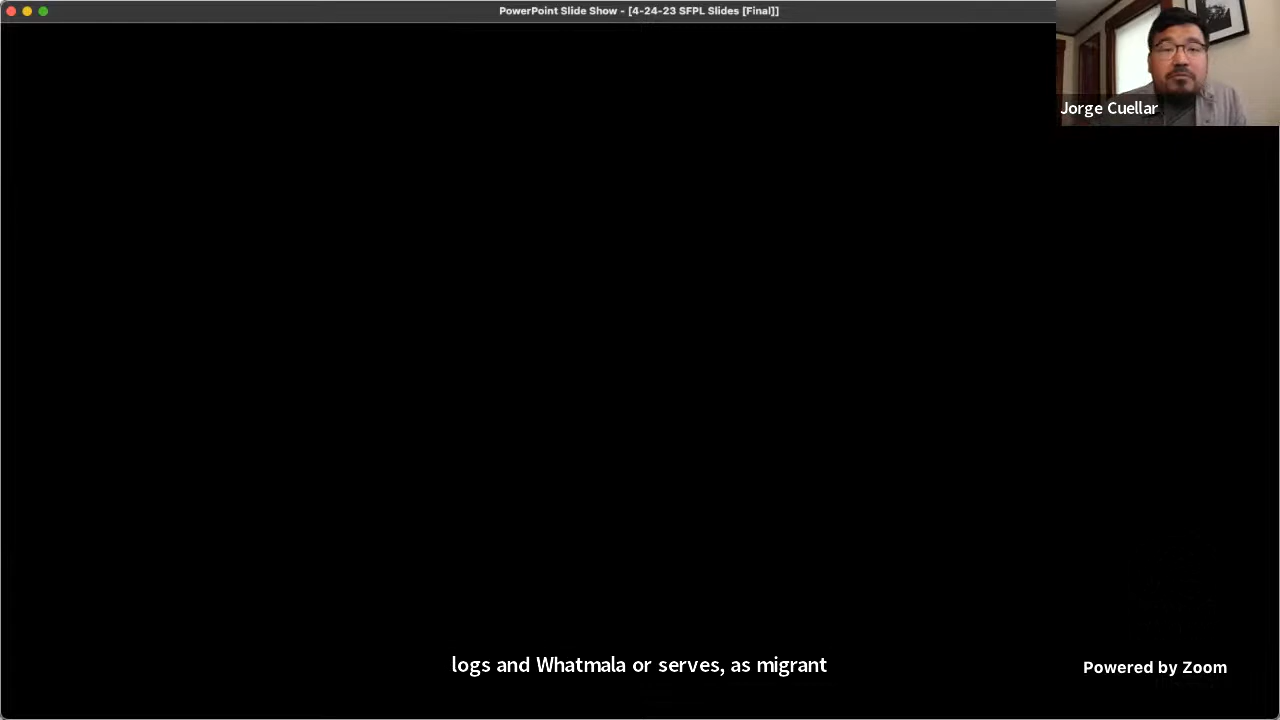 PowerPoint Slide Show - [4-24-23 SFPL Slides [Final]]
Jorge Cuellar
logs and Whatmala or serves, as migrant
Powered by Zoom